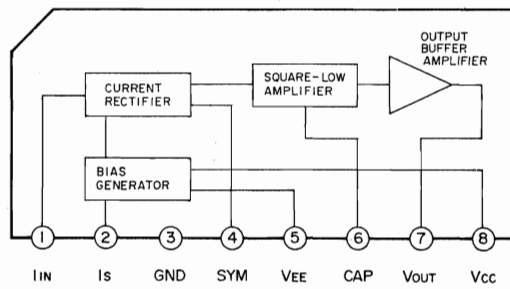 OUTPUT
BUFFER
AMPLIFIER
CURRENT
RECTIFIER
SQUARE-LOW
AMPLIFIER
BIAS
GENERATOR
1 2 3 4 5 6 7 8
IIN IS GND SYM VEE CAP VOUT VCC